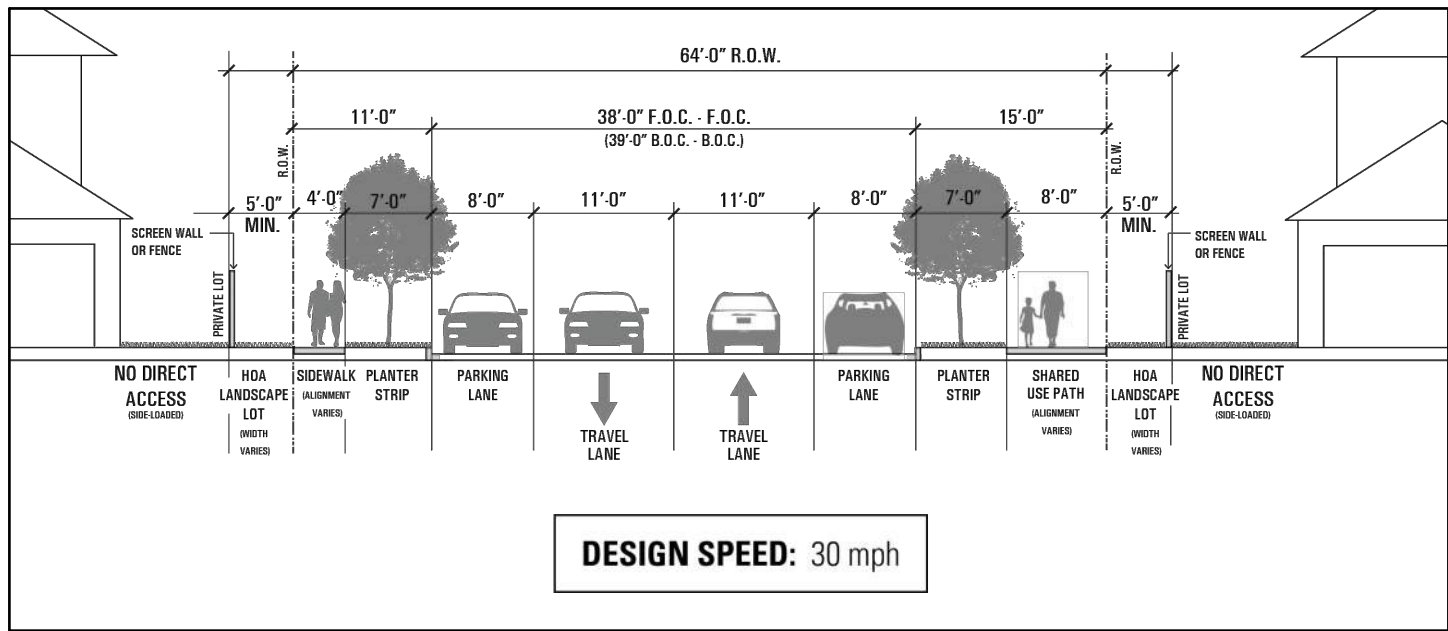 64'-0" R.O.W.
11'-0"
38'-0" F.O.C. - F.O.C.
(39'-0" B.O.C. - B.O.C.)
15'-0"
R.O.W.
R.O.W.
5'-0"
MIN.
4'-0"
7'-0"
8'-0"
11'-0"
11'-0"
8'-0"
7'-0"
8'-0"
5'-0"
MIN.
SCREEN WALL
OR FENCE
SCREEN WALL
OR FENCE
PRIVATE LOT
PRIVATE LOT
NO DIRECT
ACCESS
(SIDE-LOADED)
HOA
LANDSCAPE
LOT
(WIDTH
VARIES)
SIDEWALK
(ALIGNMENT
VARIES)
PLANTER
STRIP
PARKING
LANE
TRAVEL
LANE
TRAVEL
LANE
PARKING
LANE
PLANTER
STRIP
SHARED
USE PATH
(ALIGNMENT
VARIES)
HOA
LANDSCAPE
LOT
(WIDTH
VARIES)
NO DIRECT
ACCESS
(SIDE-LOADED)
DESIGN SPEED: 30 mph